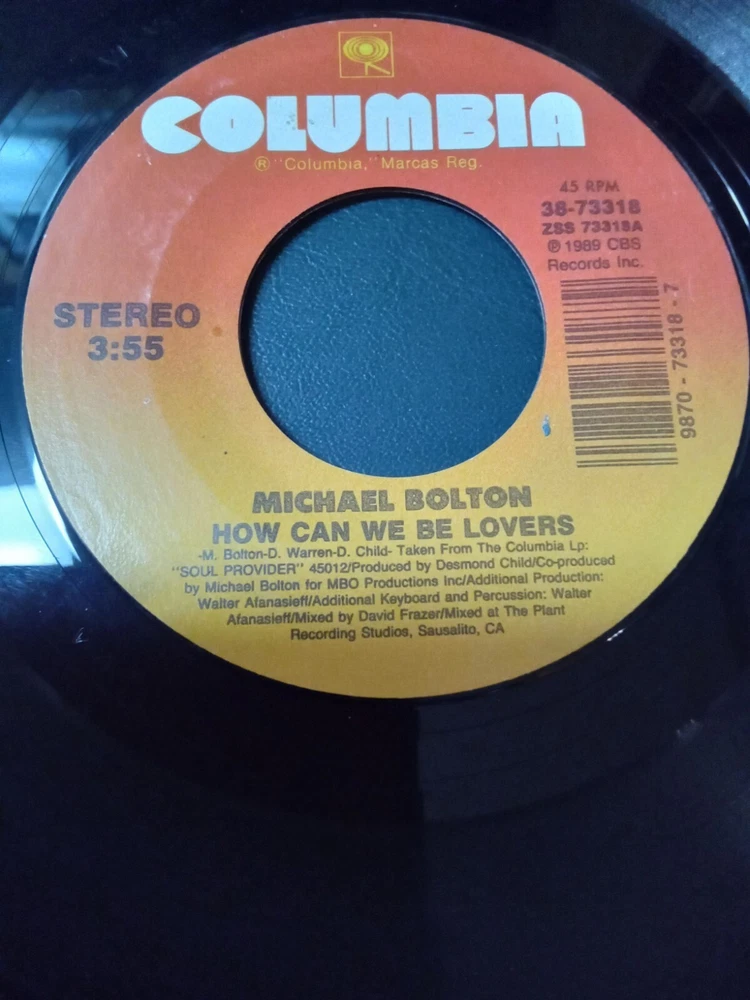 COLUMBIA
® "Columbia," Marcas Reg.
45 RPM
38-73318
ZSS 73318A
℗ 1989 CBS
Records Inc.
STEREO
3:55
9870 - 73318 - 7
MICHAEL BOLTON
HOW CAN WE BE LOVERS
-M. Bolton-D. Warren-D. Child- Taken From The Columbia Lp:
"SOUL PROVIDER" 45012/Produced by Desmond Child/Co-produced
by Michael Bolton for MBO Productions Inc/Additional Production:
Walter Afanasieff/Additional Keyboard and Percussion: Walter
Afanasieff/Mixed by David Frazer/Mixed at The Plant
Recording Studios, Sausalito, CA